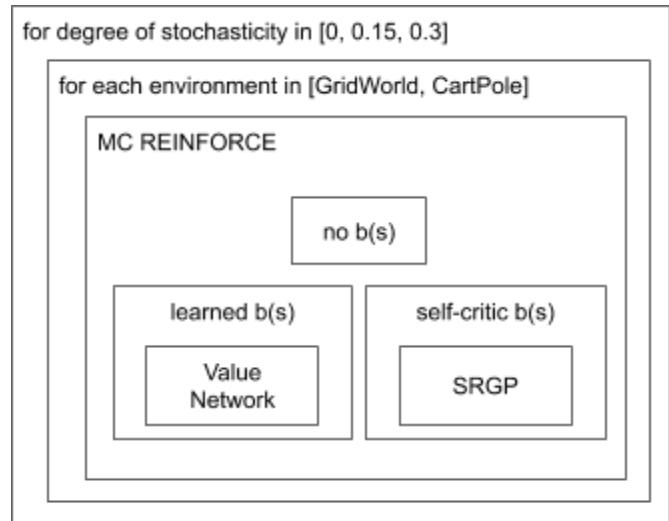 for degree of stochasticity in [0, 0.15, 0.3]
for each environment in [GridWorld, CartPole]
MC REINFORCE
no b(s)
learned b(s)
Value
Network
self-critic b(s)
SRGP